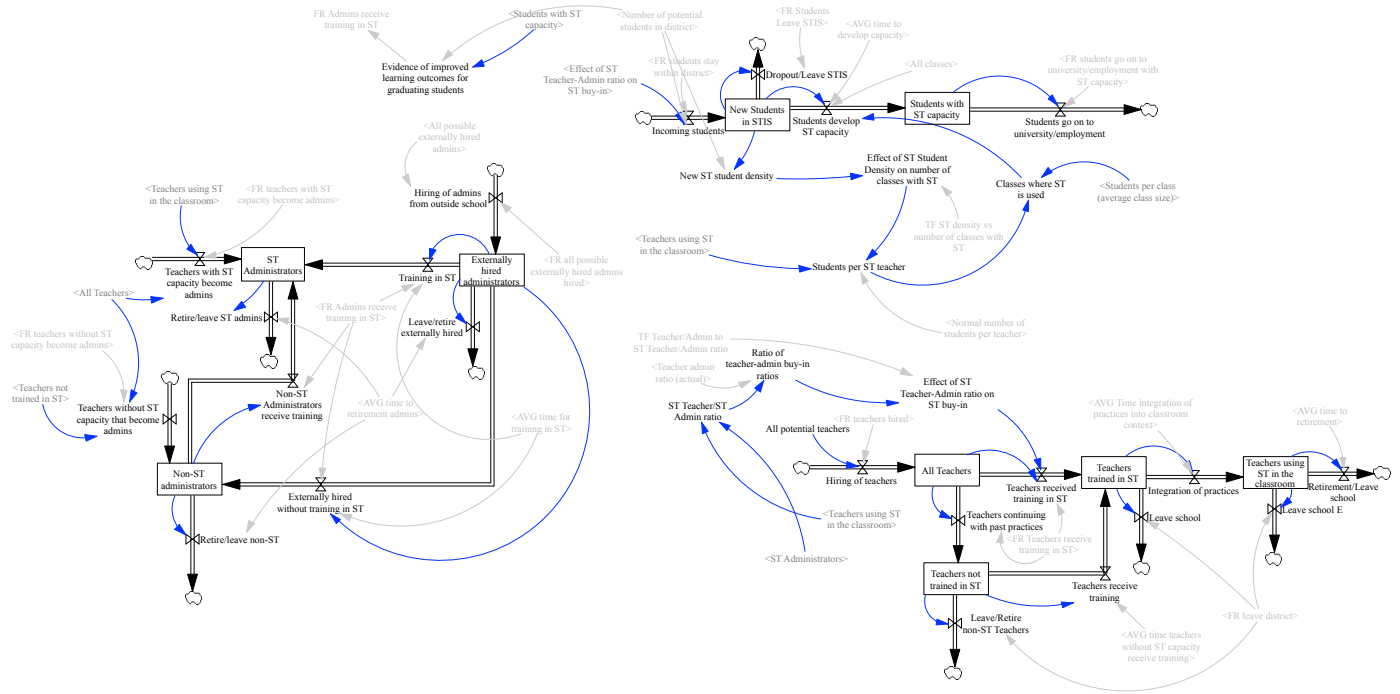 FR Admins receive
training in ST
<Students with ST
capacity>
<Number of potential
students in district>
Evidence of improved
learning outcomes for
graduating students
<FR Students
Leave STIS>
<AVG time to
develop capacity>
<FR students stay
within district>
<Effect of ST
Teacher-Admin ratio on
ST buy-in>
Dropout/Leave STIS
<All classes>
<FR students go on to
university/employment with
ST capacity>
Incoming students
New Students
in STIS
Students develop
ST capacity
Students with
ST capacity
Students go on to
university/employment
New ST student density
Effect of ST Student
Density on number of
classes with ST
Classes where ST
is used
<Students per class
(average class size)>
TF ST density vs
number of classes with
ST
<Teachers using ST
in the classroom>
Students per ST teacher
<Normal number of
students per teacher>
<All possible
externally hired
admins>
Hiring of admins
from outside school
<Teachers using ST
in the classroom>
<FR teachers with ST
capacity become admins>
<FR all possible
externally hired admins
hired>
Teachers with ST
capacity become
admins
ST
Administrators
Training in ST
Externally
hired administrators
<All Teachers>
Retire/leave ST admins
<FR Admins receive
training in ST>
Leave/retire
externally hired
<FR teachers without ST
capacity become admins>
<Teachers not
trained in ST>
Teachers without ST
capacity that become
admins
Non-ST
Administrators
receive training
<AVG time to
retirement admins>
<AVG time for
training in ST>
Non-ST
administrators
Externally hired
without training in ST
Retire/leave non-ST
TF Teacher/Admin to
ST Teacher/Admin ratio
Ratio of
teacher-admin buy-in
ratios
<Teacher admin
ratio (actual)>
ST Teacher/ST
Admin ratio
Effect of ST
Teacher-Admin ratio on
ST buy-in
All potential teachers
<FR teachers hired>
<AVG Time integration of
practices into classroom
context>
<AVG time to
retirement>
Hiring of teachers
All Teachers
Teachers received
training in ST
Teachers
trained in ST
Integration of practices
Teachers using
ST in the
classroom
Retirement/Leave
school
<Teachers using ST
in the classroom>
Teachers continuing
with past practices
Leave school
Leave school E
<FR Teachers receive
training in ST>
<ST Administrators>
Teachers not
trained in ST
Teachers receive
training
Leave/Retire
non-ST Teachers
<AVG time teachers
without ST capacity
receive training>
<FR leave district>